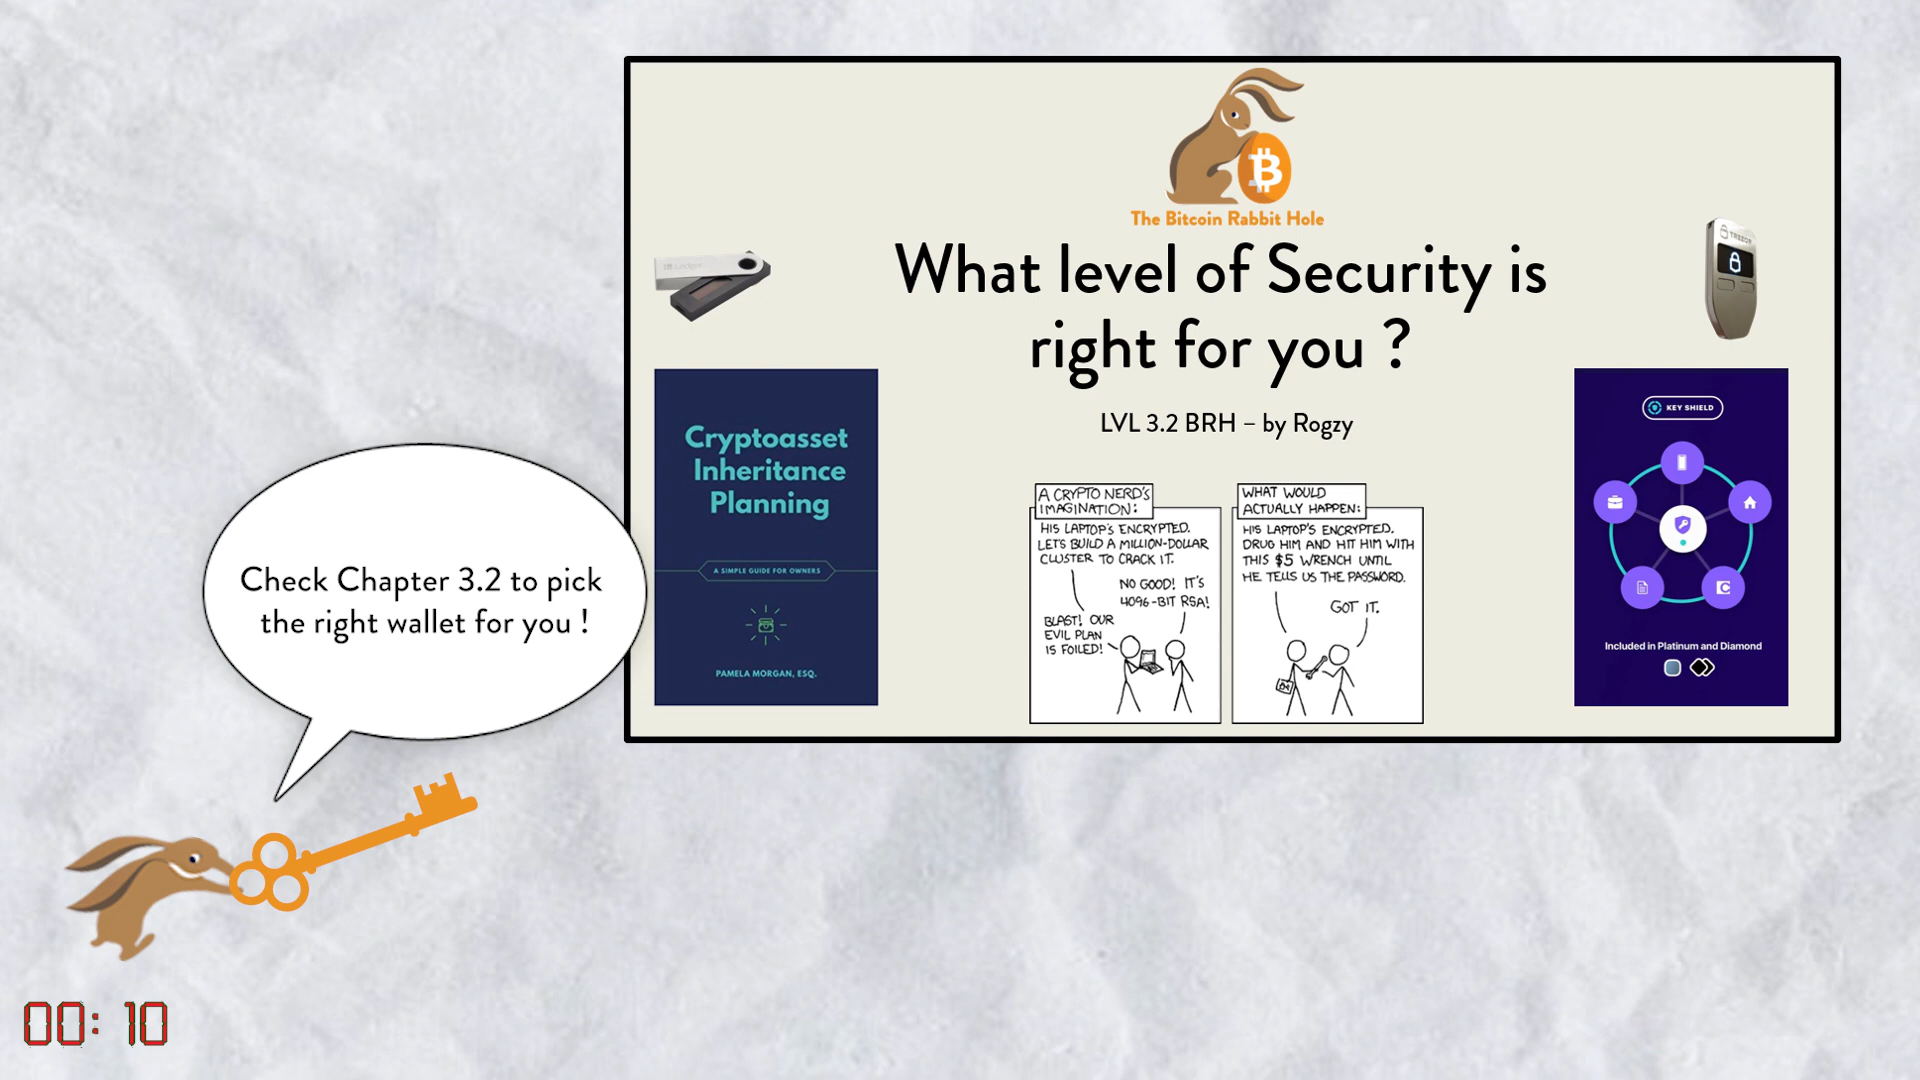 The Bitcoin Rabbit Hole
What level of Security is
right for you ?
LVL 3.2 BRH – by Rogzy
Ledger
TREZOR
Cryptoasset
Inheritance
Planning
A SIMPLE GUIDE FOR OWNERS
PAMELA MORGAN, ESQ.
A CRYPTO NERD'S
IMAGINATION:
HIS LAPTOP'S ENCRYPTED.
LET'S BUILD A MILLION-DOLLAR
CLUSTER TO CRACK IT.
NO GOOD! IT'S
4096-BIT RSA!
BLAST! OUR
EVIL PLAN
IS FOILED!
WHAT WOULD
ACTUALLY HAPPEN:
HIS LAPTOP'S ENCRYPTED.
DRUG HIM AND HIT HIM WITH
THIS $5 WRENCH UNTIL
HE TELLS US THE PASSWORD.
GOT IT.
KEY SHIELD
Included in Platinum and Diamond
Check Chapter 3.2 to pick
the right wallet for you !
00: 10